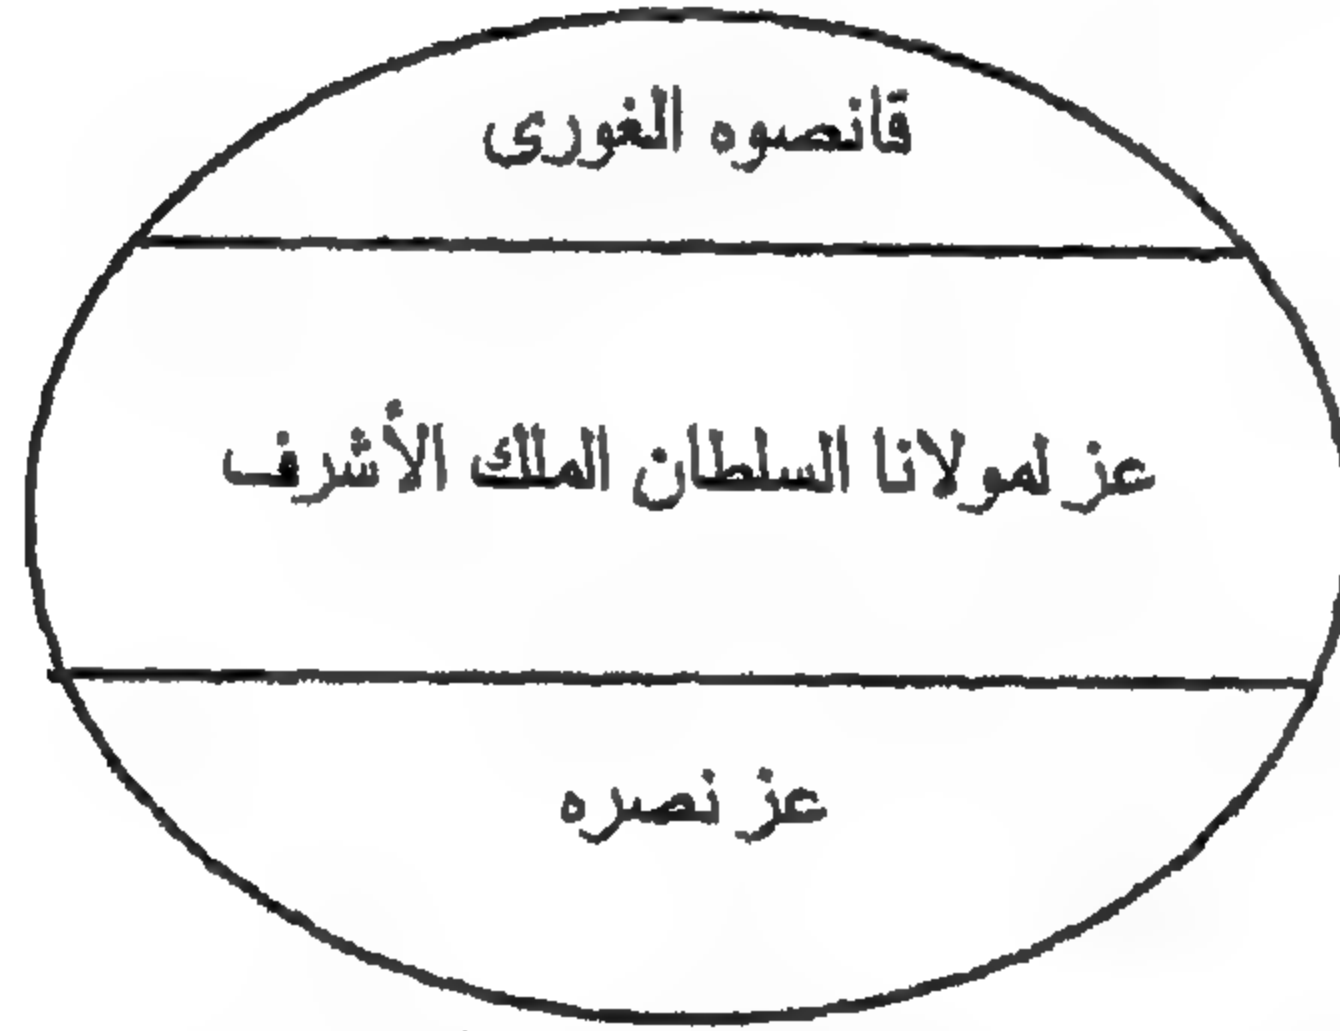 قانصوه الغورى
عز لمولانا السلطان الملك الأشرف
عز نصره